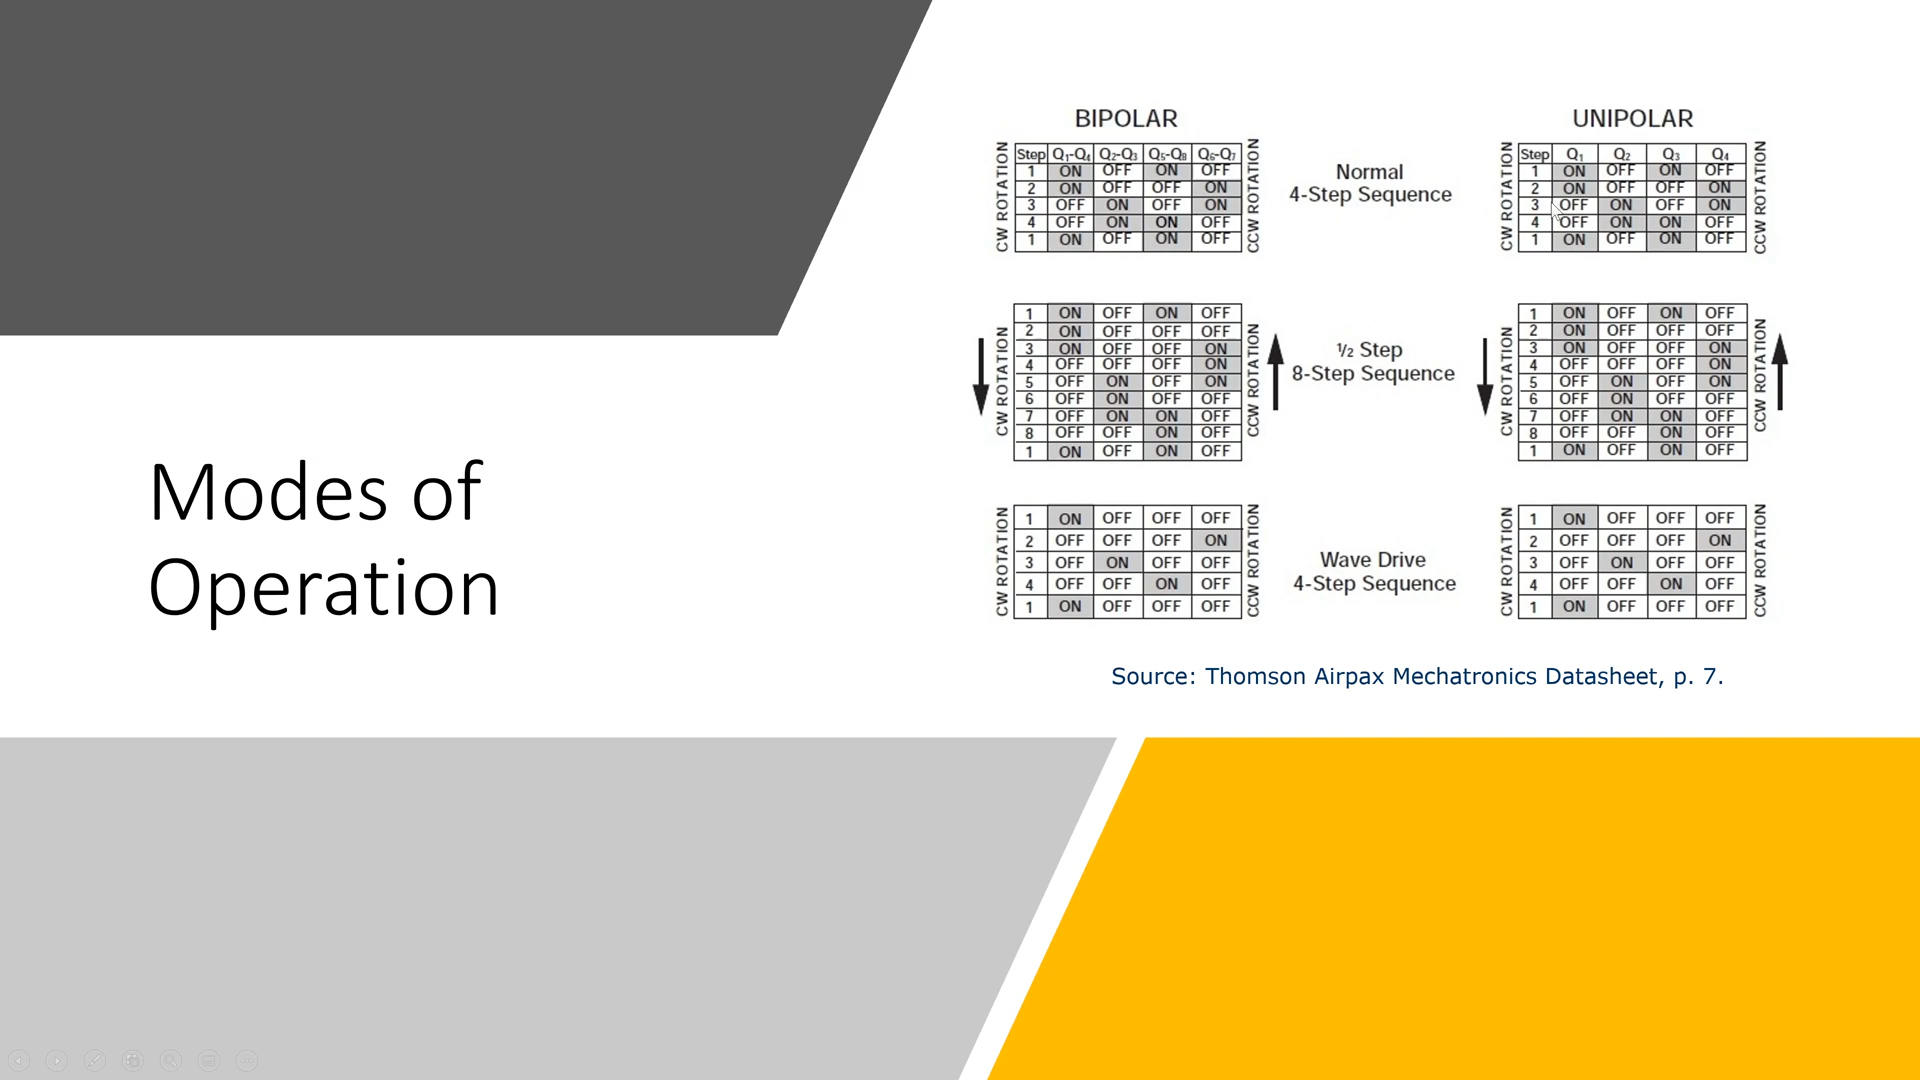 Modes of
Operation
BIPOLAR
CW ROTATION
Step Q1-Q4 Q2-Q3 Q5-Q8 Q6-Q7
1 ON OFF ON OFF
2 ON OFF OFF ON
3 OFF ON OFF ON
4 OFF ON ON OFF
1 ON OFF ON OFF
CCW ROTATION
Normal
4-Step Sequence
UNIPOLAR
CW ROTATION
Step Q1 Q2 Q3 Q4
1 ON OFF ON OFF
2 ON OFF OFF ON
3 OFF ON OFF ON
4 OFF ON ON OFF
1 ON OFF ON OFF
CCW ROTATION
CW ROTATION
1 ON OFF ON OFF
2 ON OFF OFF OFF
3 ON OFF OFF ON
4 OFF OFF OFF ON
5 OFF ON OFF ON
6 OFF ON OFF OFF
7 OFF ON ON OFF
8 OFF OFF ON OFF
1 ON OFF ON OFF
CCW ROTATION
½ Step
8-Step Sequence
CW ROTATION
1 ON OFF ON OFF
2 ON OFF OFF OFF
3 ON OFF OFF ON
4 OFF OFF OFF ON
5 OFF ON OFF ON
6 OFF ON OFF OFF
7 OFF ON ON OFF
8 OFF OFF ON OFF
1 ON OFF ON OFF
CCW ROTATION
CW ROTATION
1 ON OFF OFF OFF
2 OFF OFF OFF ON
3 OFF ON OFF OFF
4 OFF OFF ON OFF
1 ON OFF OFF OFF
CCW ROTATION
Wave Drive
4-Step Sequence
CW ROTATION
1 ON OFF OFF OFF
2 OFF OFF OFF ON
3 OFF ON OFF OFF
4 OFF OFF ON OFF
1 ON OFF OFF OFF
CCW ROTATION
Source: Thomson Airpax Mechatronics Datasheet, p. 7.